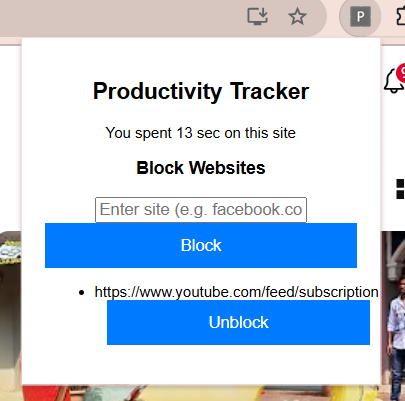 P
9
Productivity Tracker
You spent 13 sec on this site
Block Websites
Enter site (e.g. facebook.co
Block
https://www.youtube.com/feed/subscription
Unblock